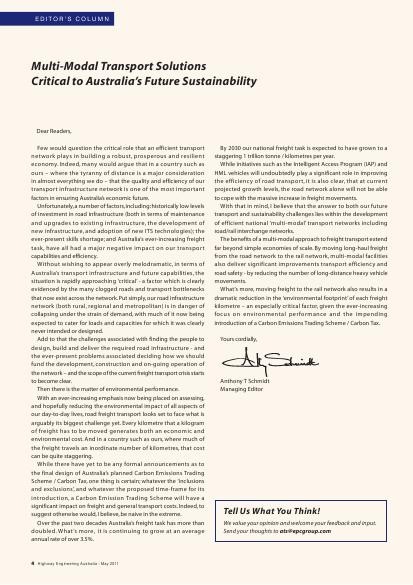 EDITOR'S COLUMN
Multi-Modal Transport Solutions
Critical to Australia's Future Sustainability
Dear Readers,
Few would question the critical role that an efficient transport
network plays in building a robust, prosperous and resilient
economy. Indeed, many would argue that in a country such as
ours – where the tyranny of distance is a major consideration
in almost everything we do – that the quality and efficiency of our
transport infrastructure network is one of the most important
factors in ensuring Australia's economic future.
Unfortunately, a number of factors, including: historically low levels
of investment in road infrastructure (both in terms of maintenance
and upgrades to existing infrastructure, the development of
new infrastructure, and adoption of new ITS technologies); the
ever-present skills shortage; and Australia's ever-increasing freight
task, have all had a major negative impact on our transport
capabilities and efficiency.
Without wishing to appear overly melodramatic, in terms of
Australia's transport infrastructure and future capabilities, the
situation is rapidly approaching 'critical' - a factor which is clearly
evidenced by the many clogged roads and transport bottlenecks
that now exist across the network. Put simply, our road infrastructure
network (both rural, regional and metropolitan) is in danger of
collapsing under the strain of demand, with much of it now being
expected to cater for loads and capacities for which it was clearly
never intended or designed.
Add to that the challenges associated with finding the people to
design, build and deliver the required road infrastructure - and
the ever-present problems associated deciding how we should
fund the development, construction and on-going operation of
the network – and the scope of the current freight transport crisis starts
to become clear.
Then there is the matter of environmental performance.
With an ever-increasing emphasis now being placed on assessing,
and hopefully reducing the environmental impact of all aspects of
our day-to-day lives, road freight transport looks set to face what is
arguably its biggest challenge yet. Every kilometre that a kilogram
of freight has to be moved generates both an economic and
environmental cost. And in a country such as ours, where much of
the freight travels an inordinate number of kilometres, that cost
can be quite staggering.
While there have yet to be any formal announcements as to
the final design of Australia's planned Carbon Emissions Trading
Scheme / Carbon Tax, one thing is certain; whatever the 'inclusions
and exclusions', and whatever the proposed time-frame for its
introduction, a Carbon Emission Trading Scheme will have a
significant impact on freight and general transport costs. Indeed, to
suggest otherwise would, I believe, be naive in the extreme.
Over the past two decades Australia's freight task has more than
doubled. What's more, it is continuing to grow at an average
annual rate of over 3.5%.
By 2030 our national freight task is expected to have grown to a
staggering 1 trillion tonne / kilometres per year.
While initiatives such as the Intelligent Access Program (IAP) and
HML vehicles will undoubtedly play a significant role in improving
the efficiency of road transport, it is also clear, that at current
projected growth levels, the road network alone will not be able
to cope with the massive increase in freight movements.
With that in mind, I believe that the answer to both our future
transport and sustainability challenges lies within the development
of efficient national 'multi-modal' transport networks including
road/rail interchange networks.
The benefits of a multi-modal approach to freight transport extend
far beyond simple economies of scale. By moving long-haul freight
from the road network to the rail network, multi-modal facilities
also deliver significant improvements transport efficiency and
road safety - by reducing the number of long-distance heavy vehicle
movements.
What's more, moving freight to the rail network also results in a
dramatic reduction in the 'environmental footprint' of each freight
kilometre – an especially critical factor, given the ever-increasing
focus on environmental performance and the impending
introduction of a Carbon Emissions Trading Scheme / Carbon Tax.
Yours cordially,
Anthony T Schmidt
Managing Editor
Tell Us What You Think!
We value your opinion and welcome your feedback and input.
Send your thoughts to ats@epcgroup.com
4 Highway Engineering Australia - May 2011